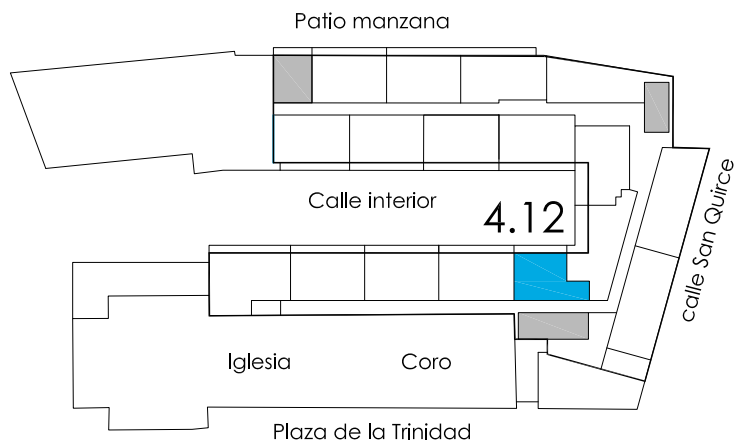 Patio manzana
Calle interior
4.12
calle San Quirce
Iglesia
Coro
Plaza de la Trinidad